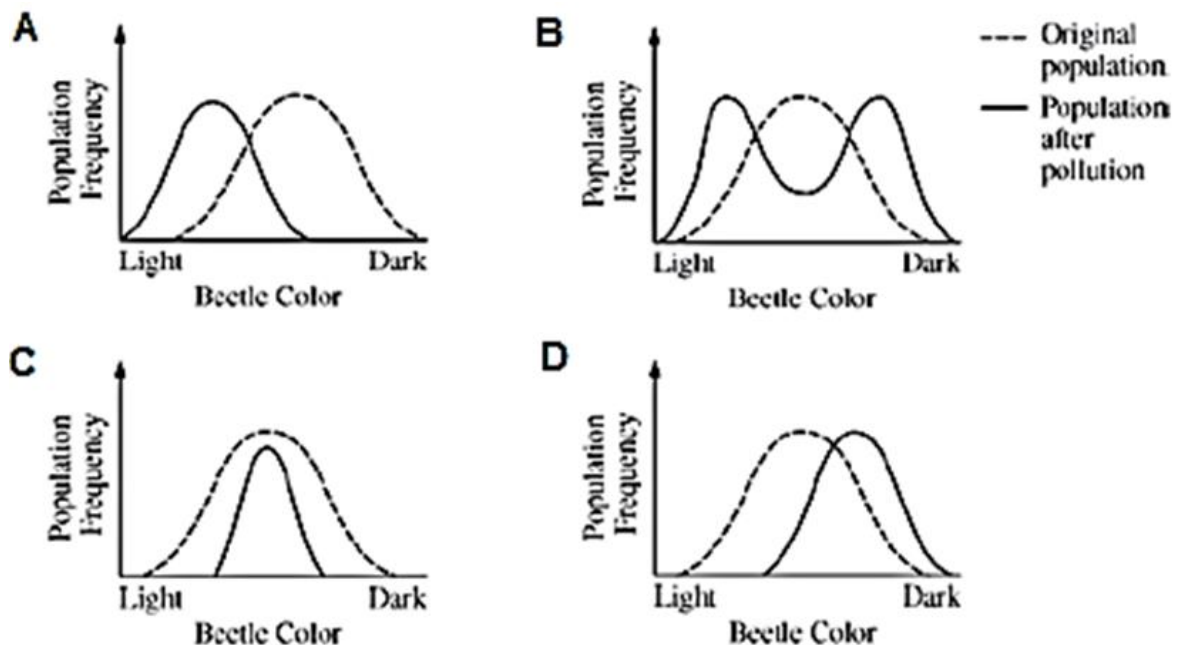 A
Population
Frequency
Light
Dark
Beetle Color
B
Population
Frequency
Light
Dark
Beetle Color
Original
population
Population
after
pollution
C
Population
Frequency
Light
Dark
Beetle Color
D
Population
Frequency
Light
Dark
Beetle Color